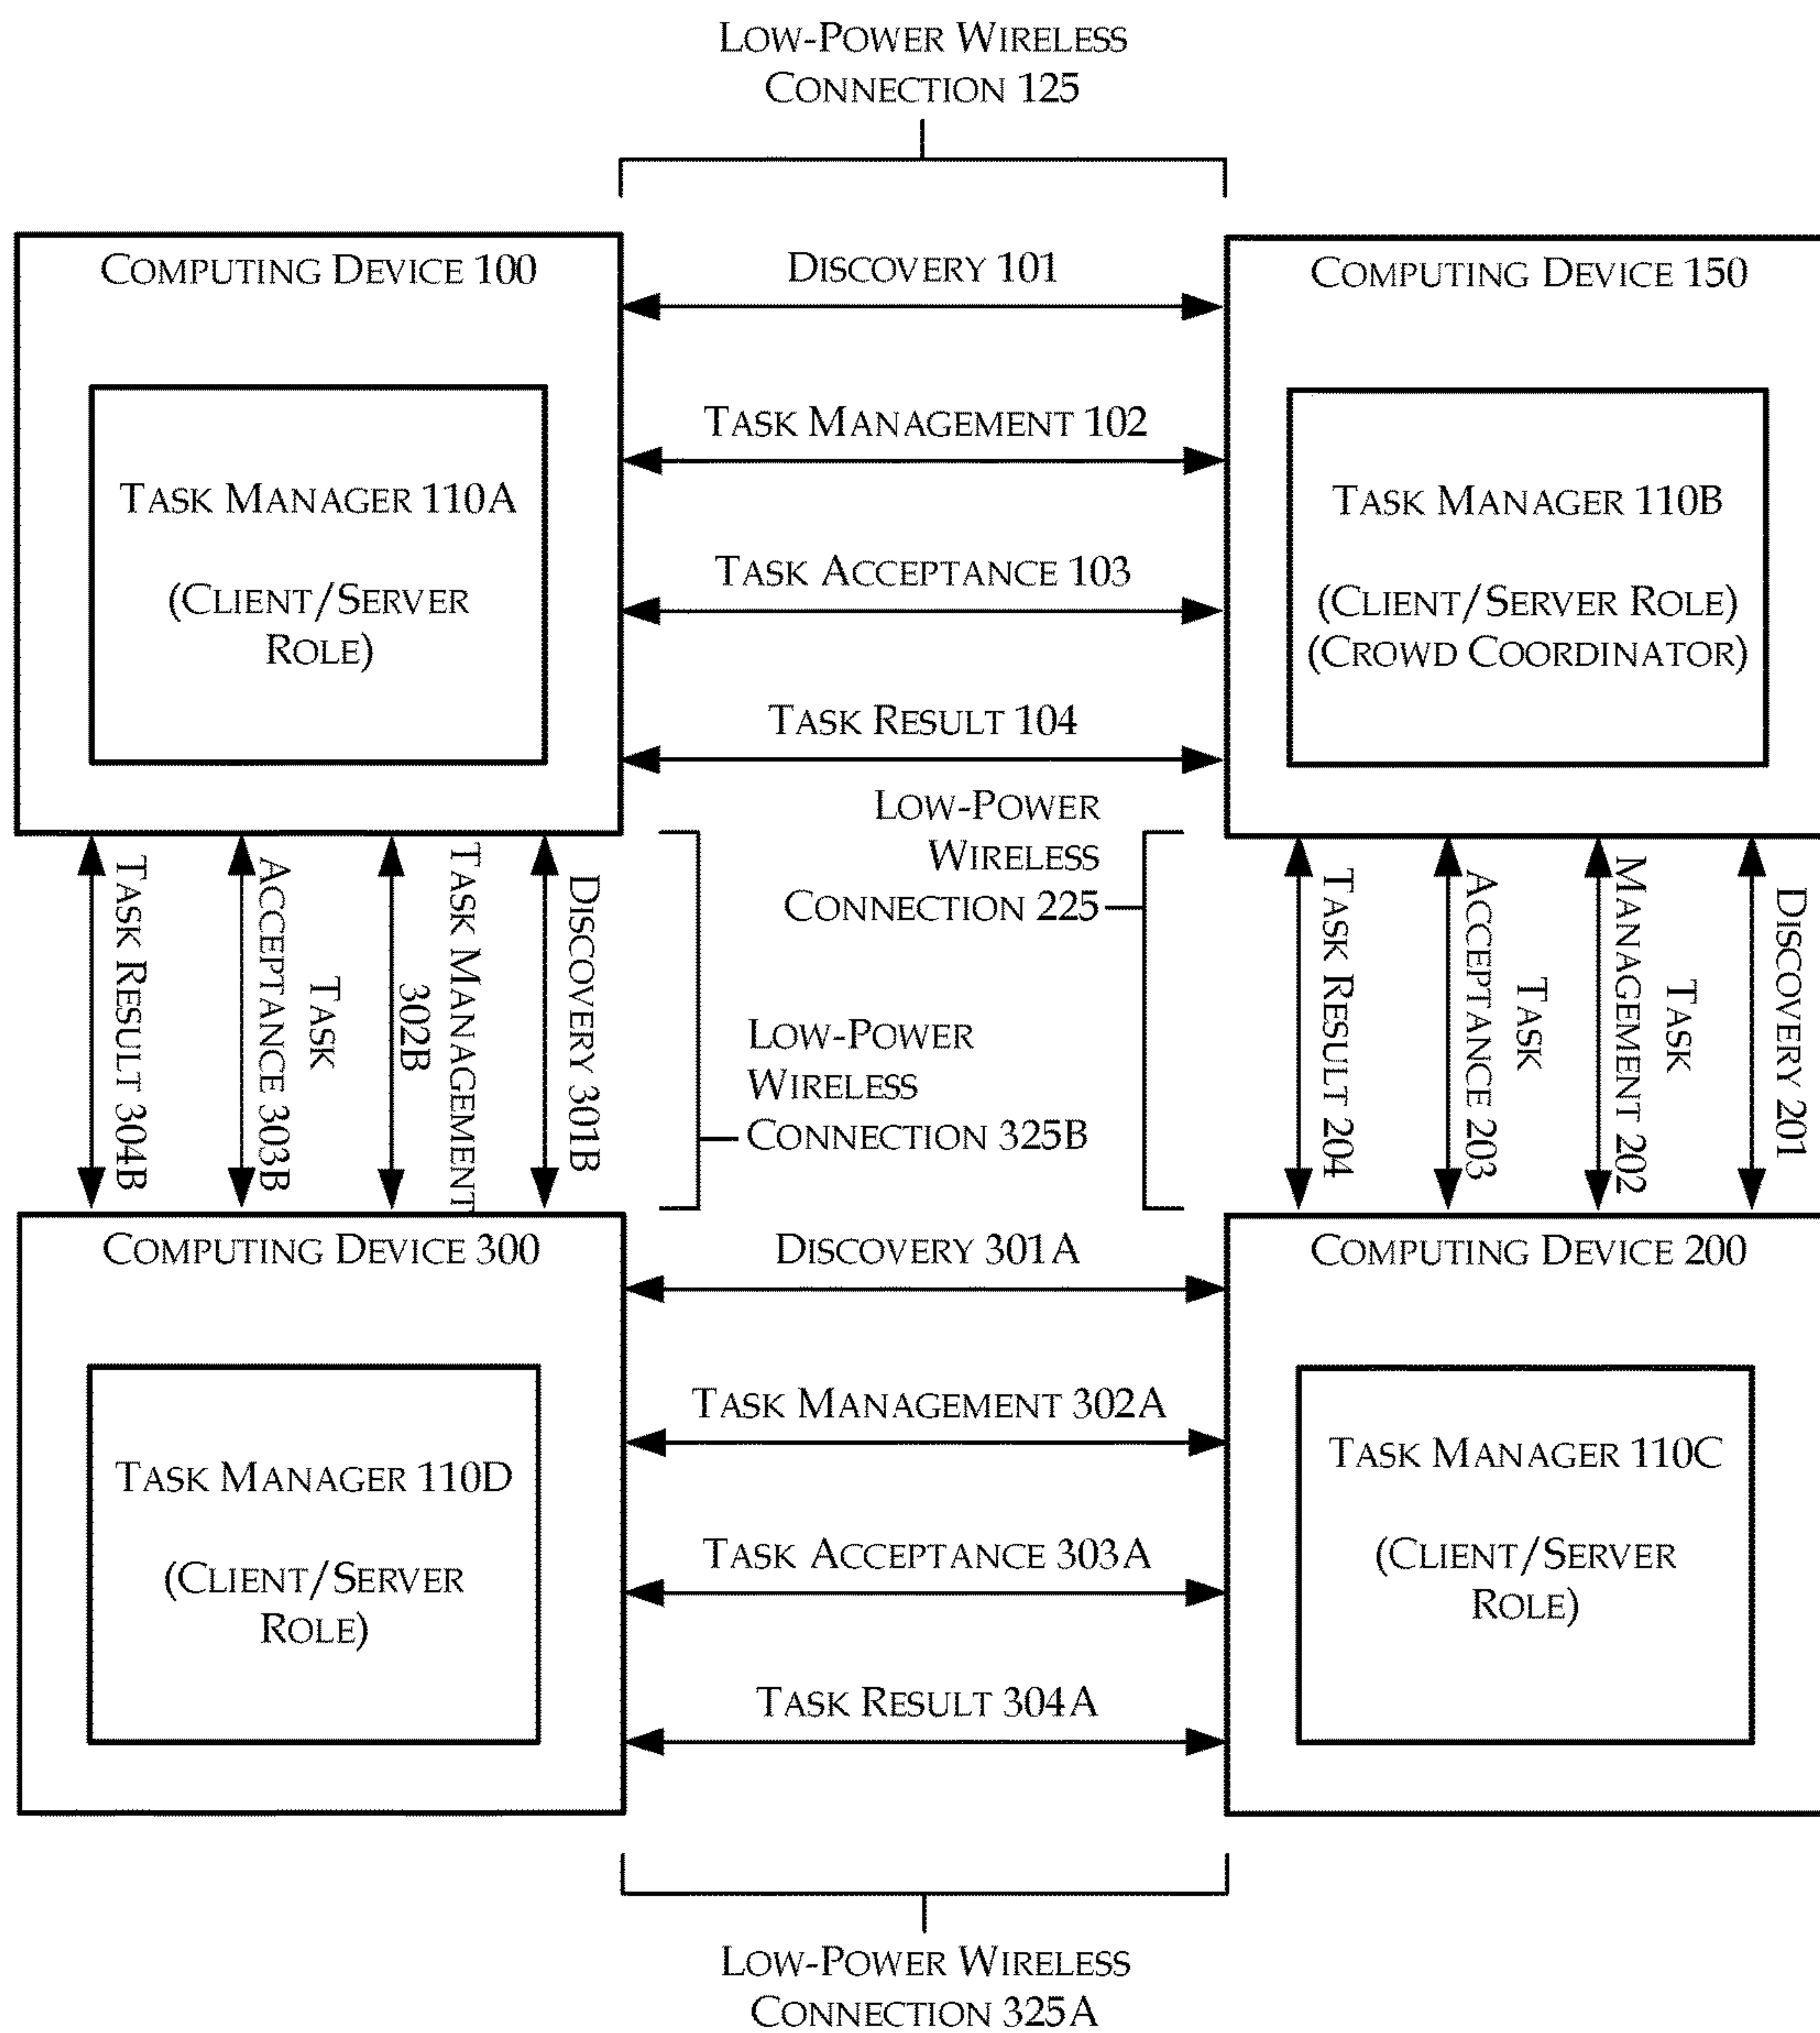 LOW-POWER WIRELESS
CONNECTION 125
COMPUTING DEVICE 100
TASK MANAGER 110A
(CLIENT/SERVER
ROLE)
DISCOVERY 101
TASK MANAGEMENT 102
TASK ACCEPTANCE 103
TASK RESULT 104
COMPUTING DEVICE 150
TASK MANAGER 110B
(CLIENT/SERVER ROLE)
(CROWD COORDINATOR)
TASK RESULT 304B
TASK
ACCEPTANCE 303B
TASK MANAGEMENT
302B
DISCOVERY 301B
LOW-POWER
WIRELESS
CONNECTION 225
LOW-POWER
WIRELESS
CONNECTION 325B
TASK RESULT 204
TASK
ACCEPTANCE 203
TASK
MANAGEMENT 202
DISCOVERY 201
COMPUTING DEVICE 300
TASK MANAGER 110D
(CLIENT/SERVER
ROLE)
DISCOVERY 301A
TASK MANAGEMENT 302A
TASK ACCEPTANCE 303A
TASK RESULT 304A
COMPUTING DEVICE 200
TASK MANAGER 110C
(CLIENT/SERVER
ROLE)
LOW-POWER WIRELESS
CONNECTION 325A